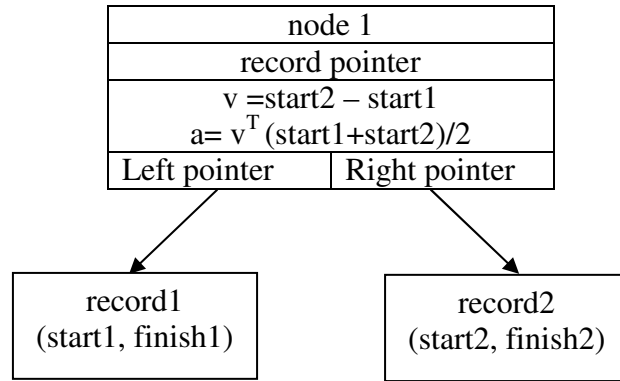 node 1
record pointer
v =start2 – start1
a= v^T (start1+start2)/2
Left pointer
Right pointer
record1
(start1, finish1)
record2
(start2, finish2)